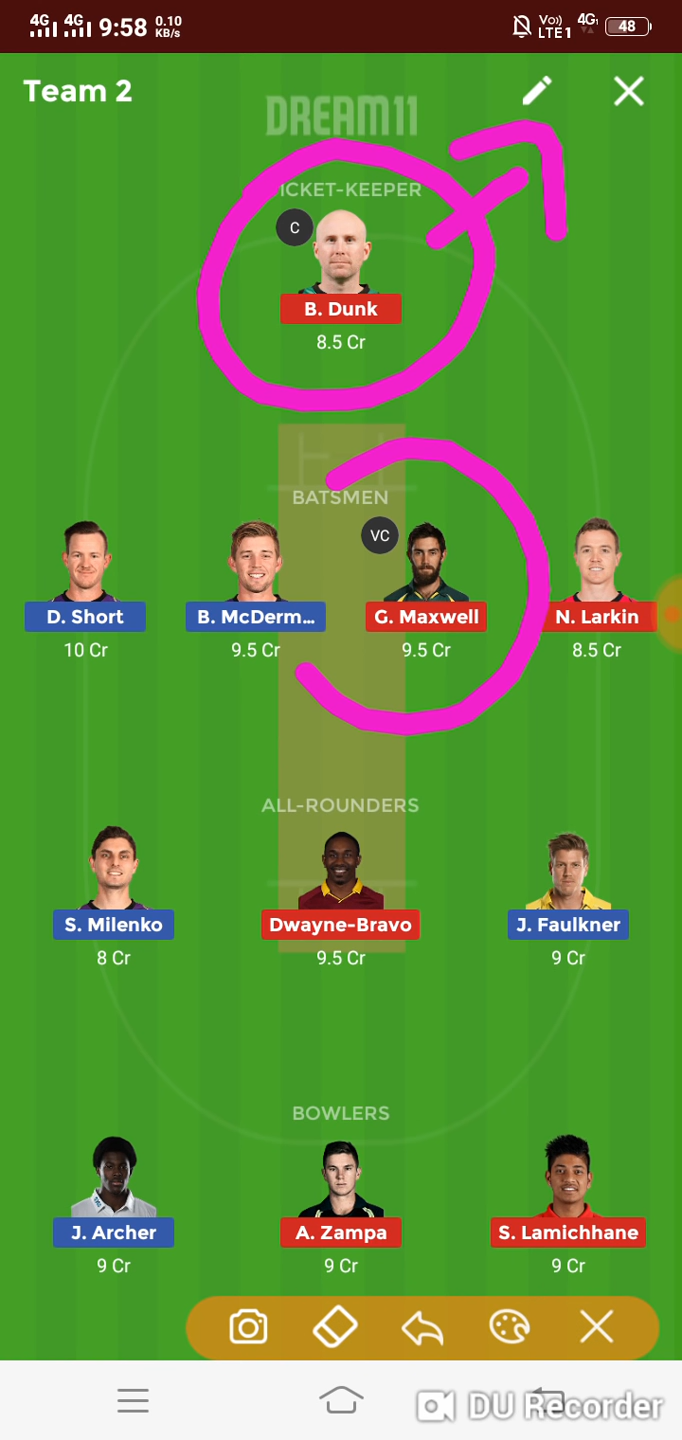 4G 4G 9:58 0.10 KB/s Vo)) LTE1 4G 48
Team 2
DREAM11
ICKET-KEEPER
C
B. Dunk
8.5 Cr
BATSMEN
VC
D. Short B. McDerm... G. Maxwell N. Larkin
10 Cr 9.5 Cr 9.5 Cr 8.5 Cr
ALL-ROUNDERS
S. Milenko Dwayne-Bravo J. Faulkner
8 Cr 9.5 Cr 9 Cr
BOWLERS
J. Archer A. Zampa S. Lamichhane
9 Cr 9 Cr 9 Cr
DU Recorder